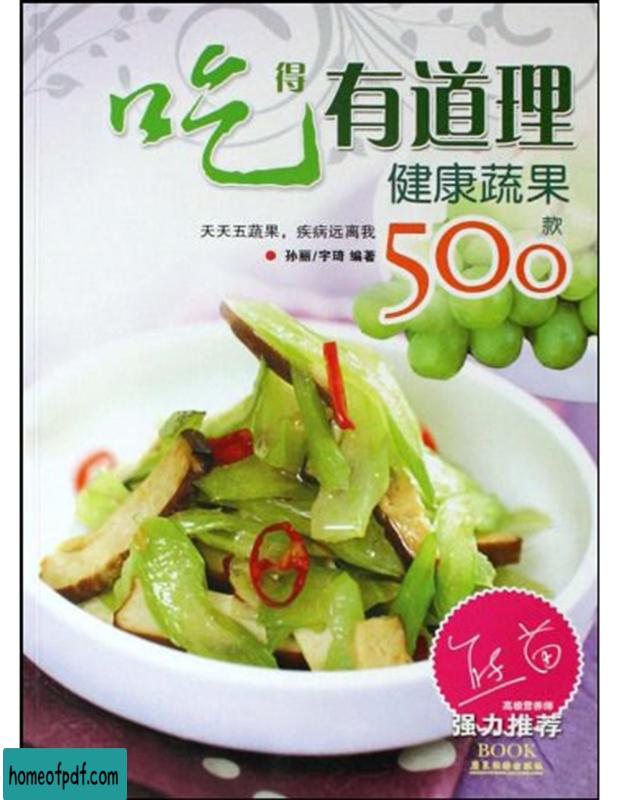 吃得有道理
健康蔬果
500款
天天五蔬果，疾病远离我
● 孙丽/宇琦 编著
高级营养师
强力推荐
BOOK
homeofpdf.com